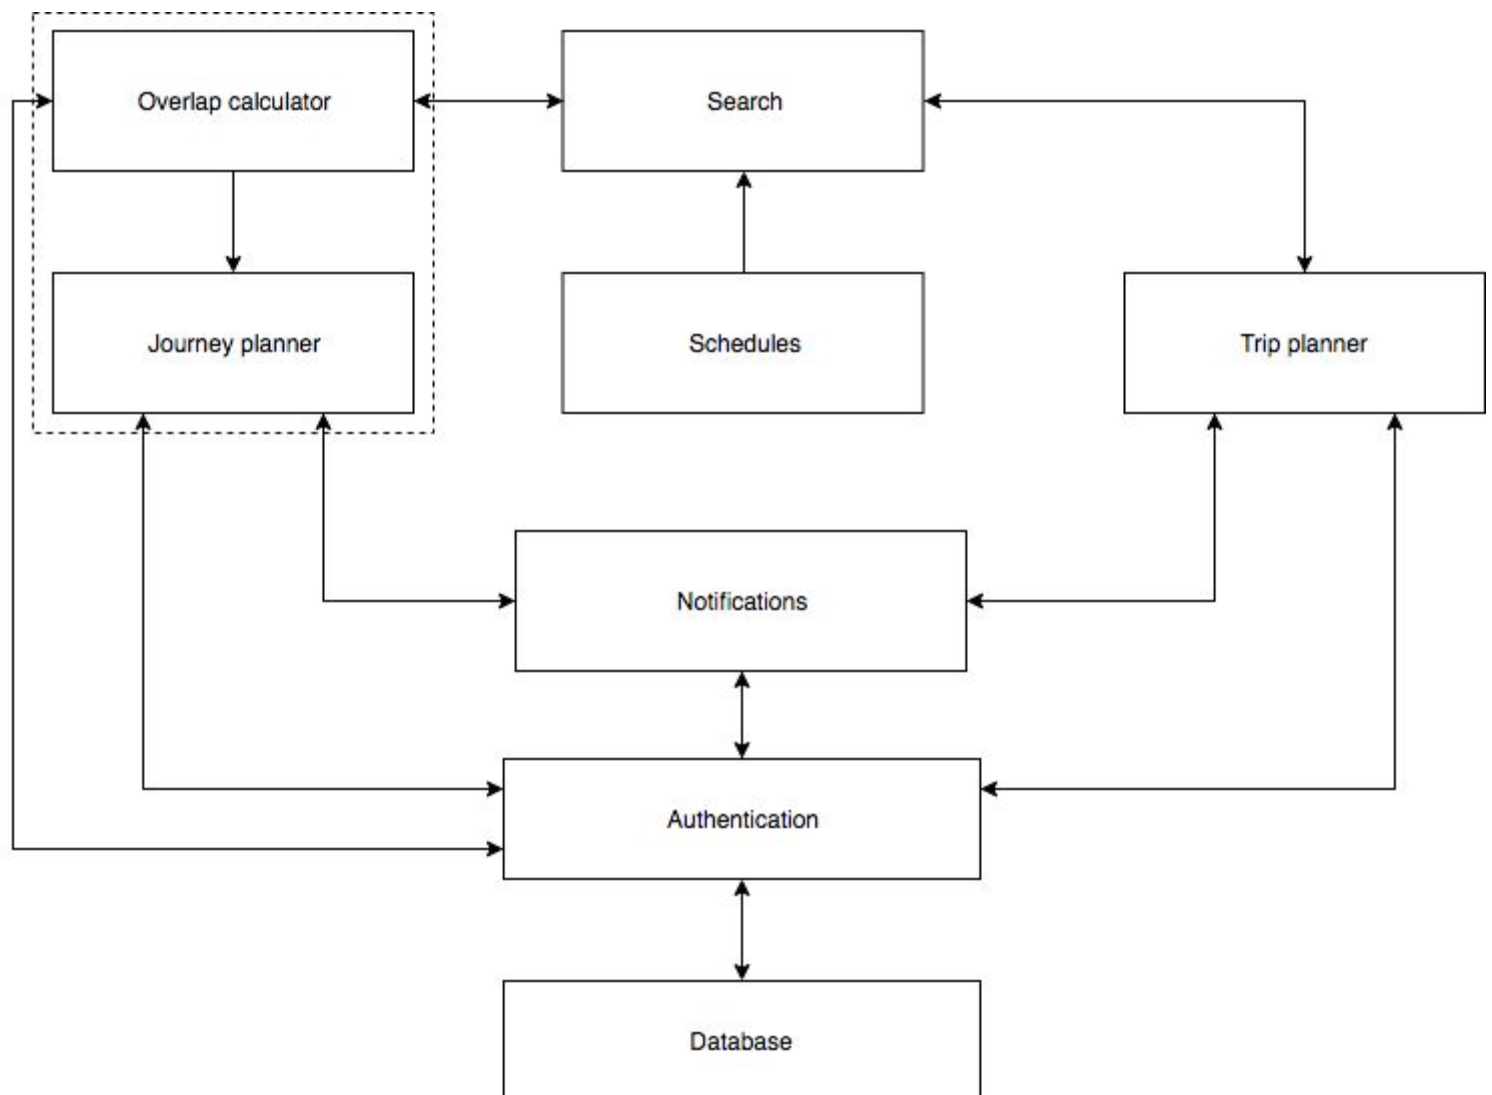 Overlap calculator
Search
Journey planner
Schedules
Trip planner
Notifications
Authentication
Database